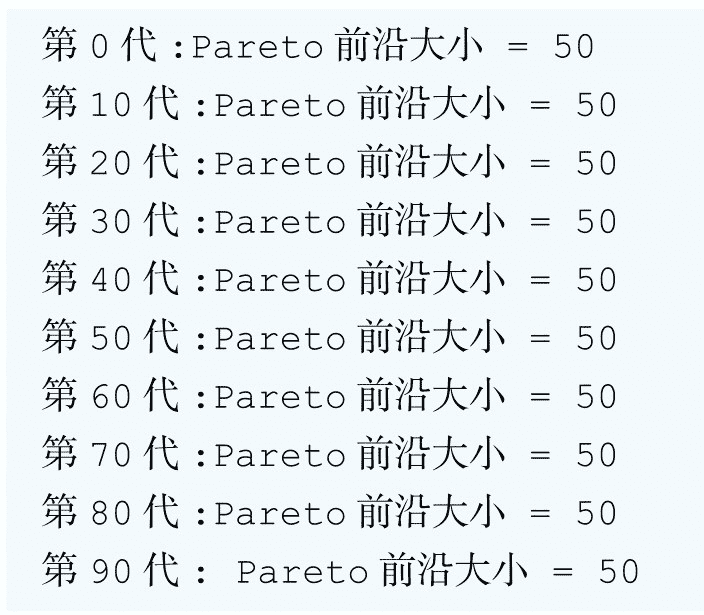 第 0 代 :Pareto 前沿大小 = 50
第 10 代 :Pareto 前沿大小 = 50
第 20 代 :Pareto 前沿大小 = 50
第 30 代 :Pareto 前沿大小 = 50
第 40 代 :Pareto 前沿大小 = 50
第 50 代 :Pareto 前沿大小 = 50
第 60 代 :Pareto 前沿大小 = 50
第 70 代 :Pareto 前沿大小 = 50
第 80 代 :Pareto 前沿大小 = 50
第 90 代 : Pareto 前沿大小 = 50